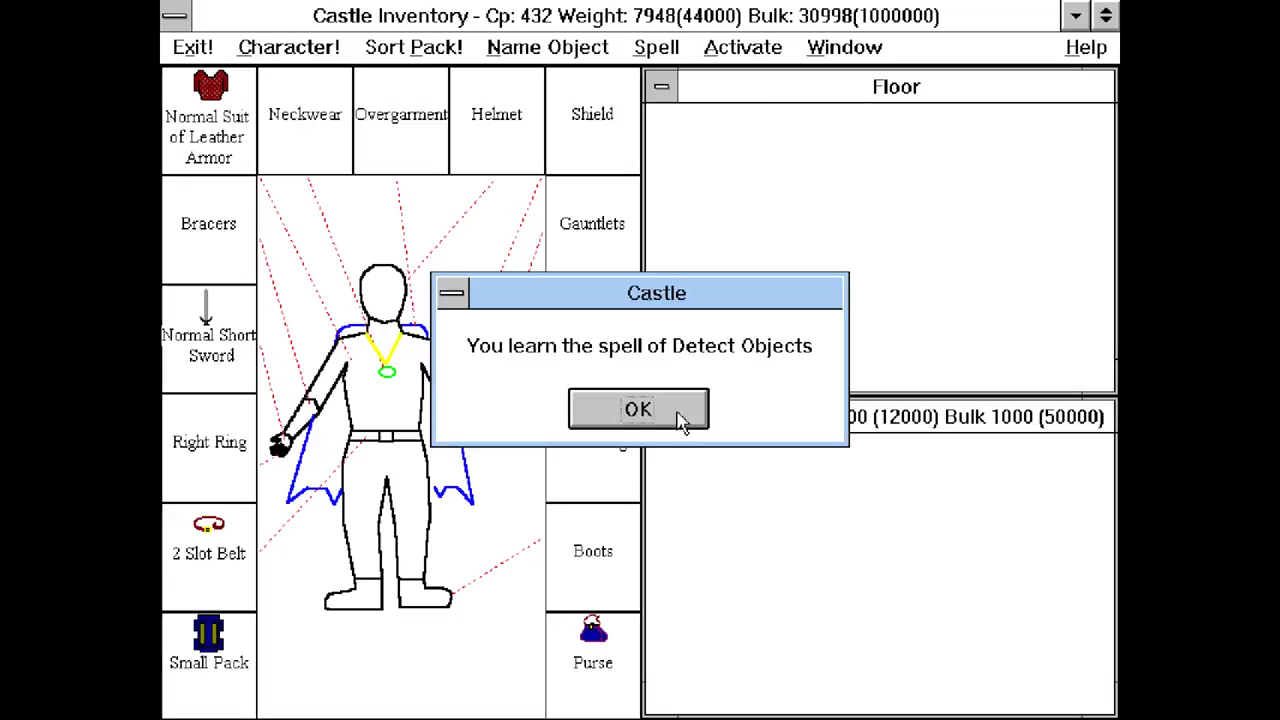 Castle Inventory - Cp: 432 Weight: 7948(44000) Bulk: 30998(1000000)
Exit! Character! Sort Pack! Name Object Spell Activate Window Help
Normal Suit
of Leather
Armor
Neckwear
Overgarment
Helmet
Shield
Floor
Bracers
Gauntlets
Normal Short
Sword
Castle
You learn the spell of Detect Objects
OK
00 (12000) Bulk 1000 (50000)
Right Ring
2 Slot Belt
Boots
Small Pack
Purse